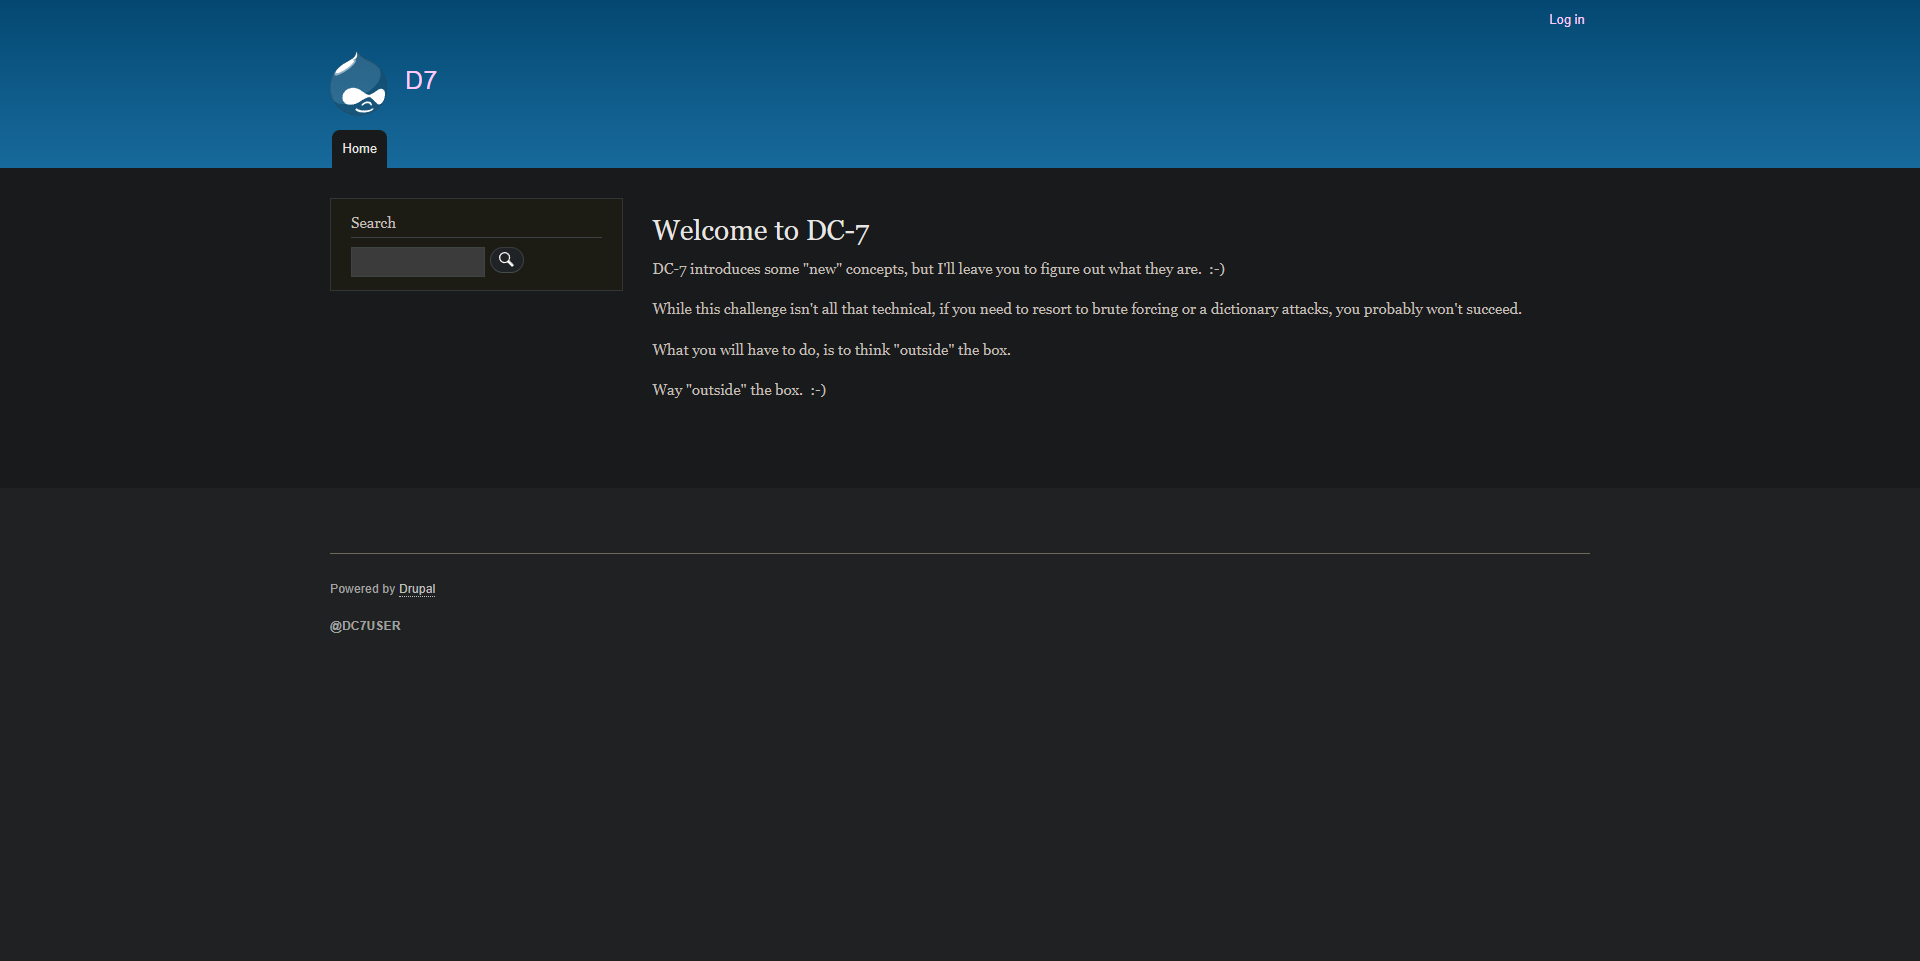 Log in
D7
Home
Search
Welcome to DC-7
DC-7 introduces some "new" concepts, but I'll leave you to figure out what they are.  :-)
While this challenge isn't all that technical, if you need to resort to brute forcing or a dictionary attacks, you probably won't succeed.
What you will have to do, is to think "outside" the box.
Way "outside" the box.  :-)
Powered by Drupal
@DC7USER